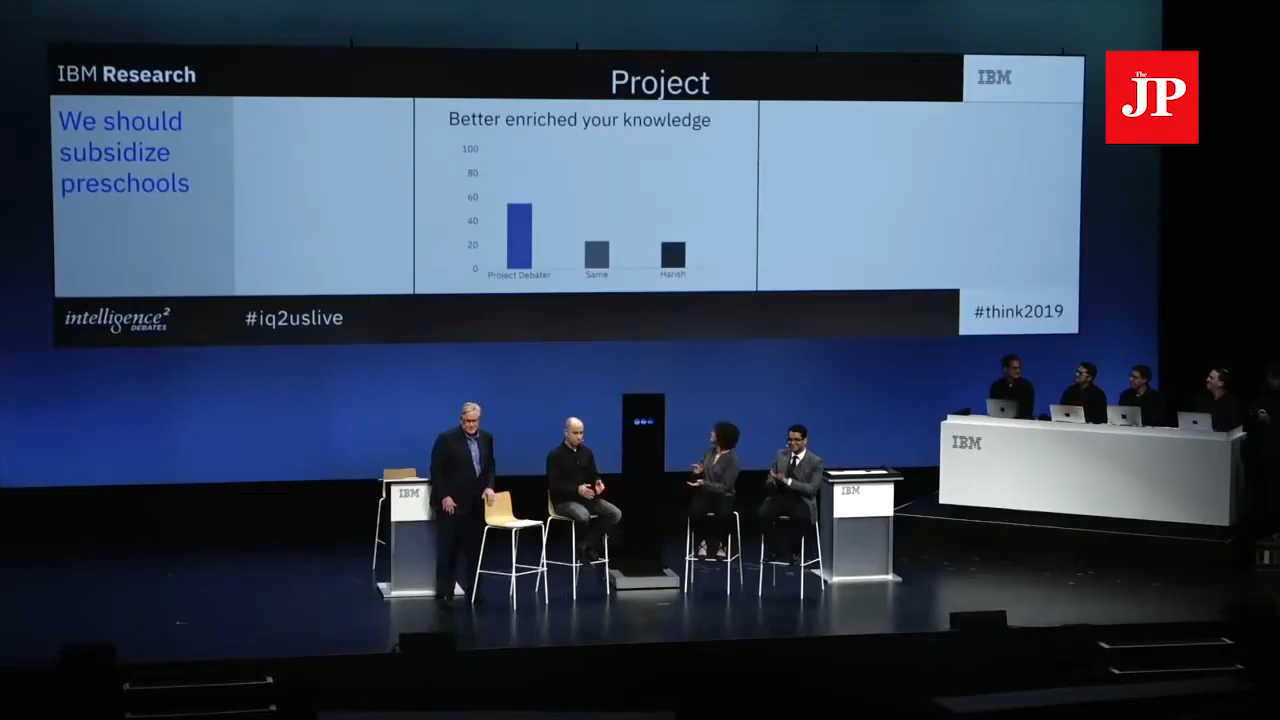 IBM Research
Project
IBM
The
JP
We should
subsidize
preschools
Better enriched your knowledge
100
80
60
40
20
0
Project Debater
Same
Harish
intelligence2
DEBATES
#iq2uslive
#think2019
IBM
IBM
IBM